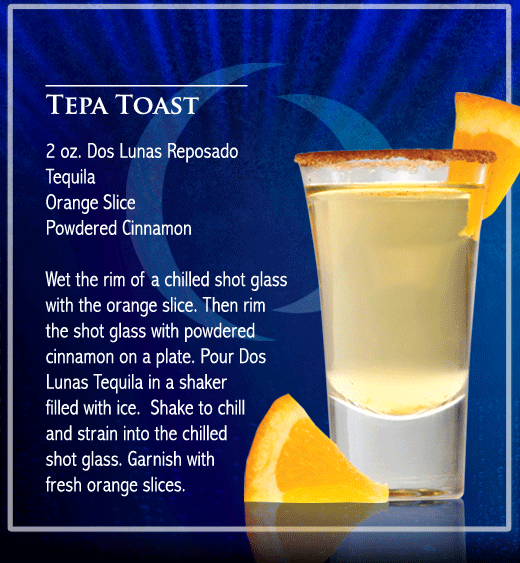 Tepa Toast
2 oz. Dos Lunas Reposado
Tequila
Orange Slice
Powdered Cinnamon
Wet the rim of a chilled shot glass
with the orange slice. Then rim
the shot glass with powdered
cinnamon on a plate. Pour Dos
Lunas Tequila in a shaker
filled with ice.  Shake to chill
and strain into the chilled
shot glass. Garnish with
fresh orange slices.